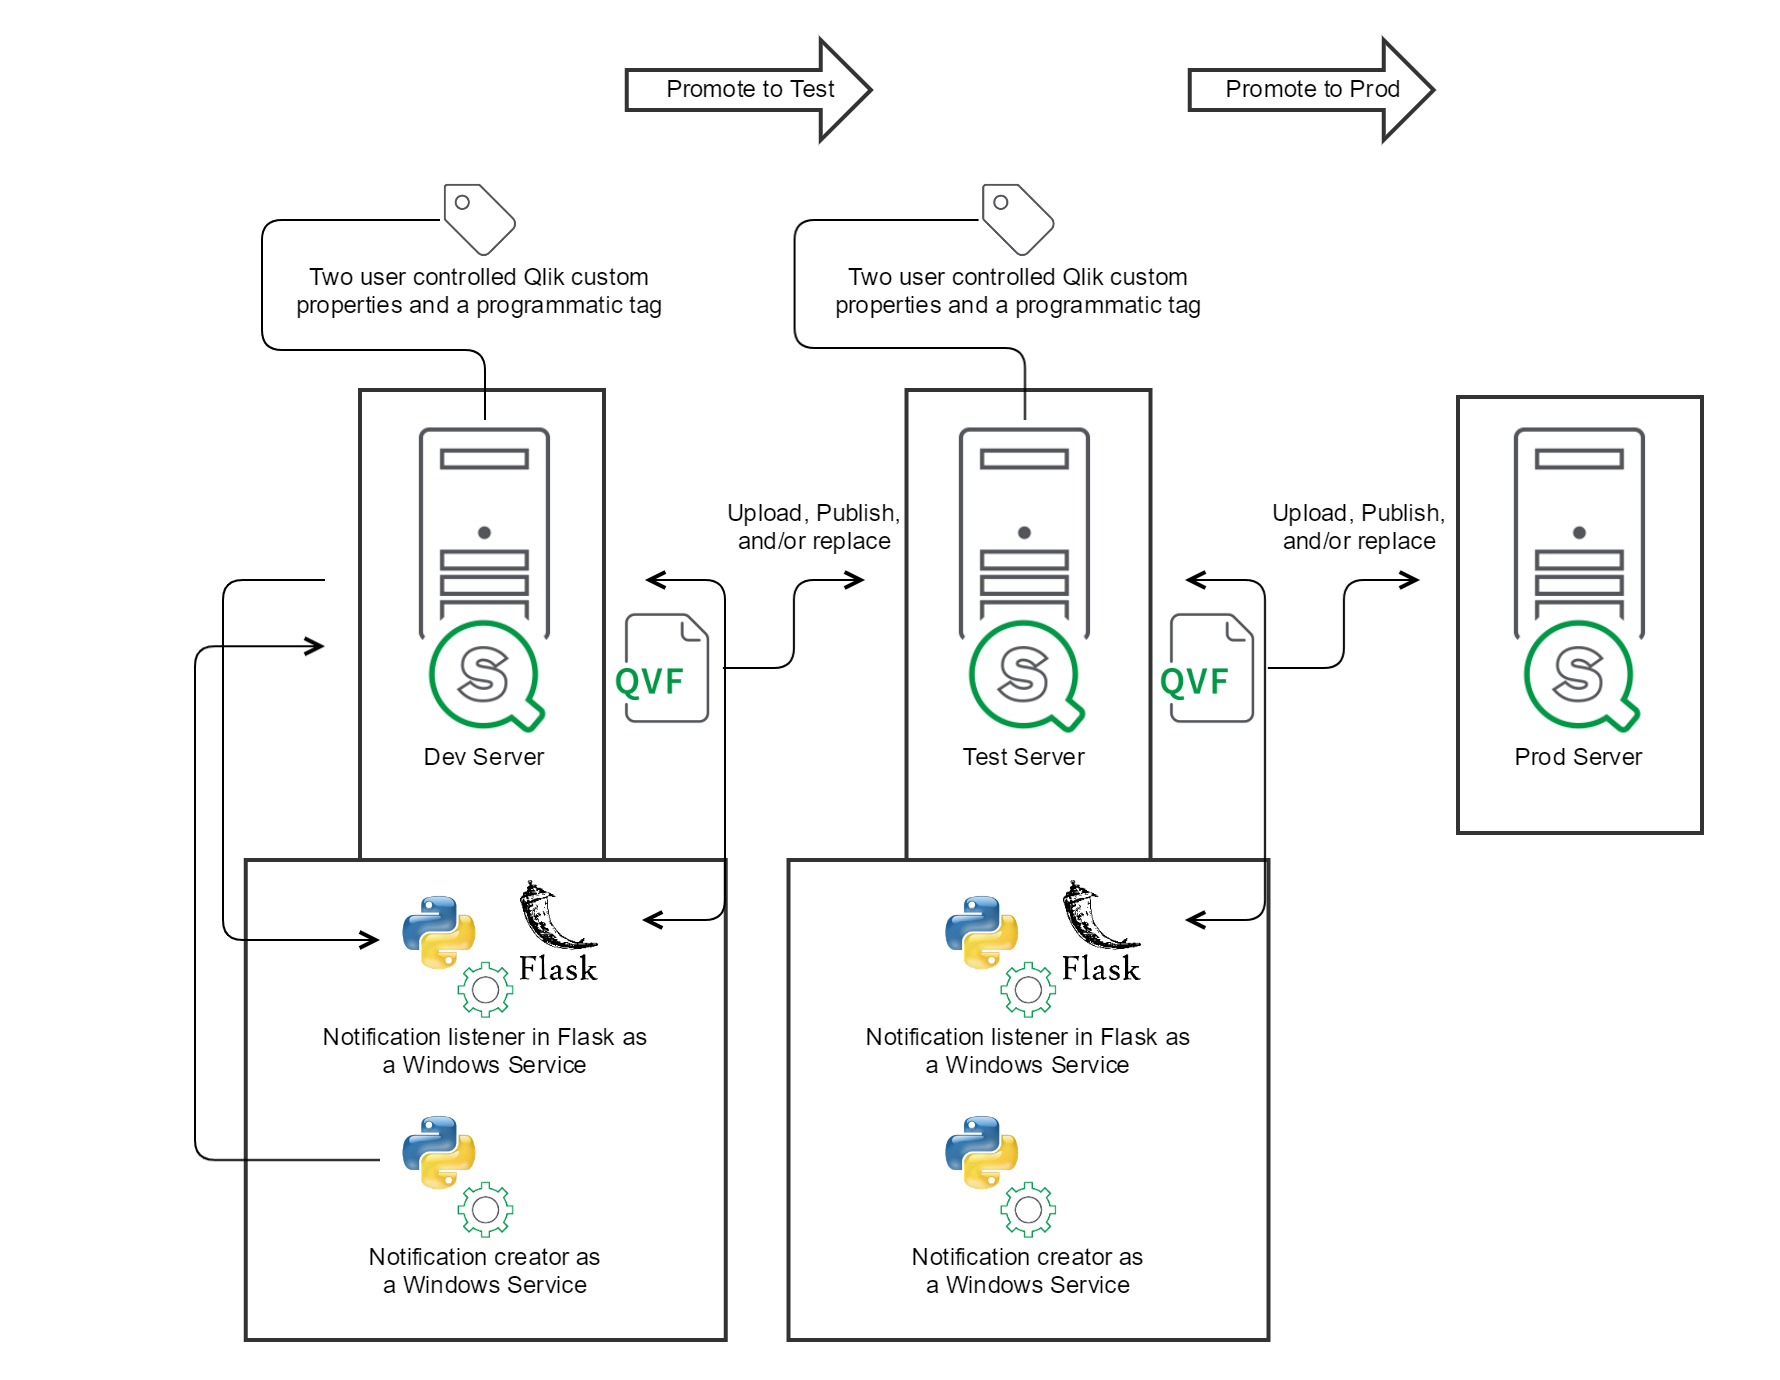 Promote to Test
Promote to Prod
Two user controlled Qlik custom
properties and a programmatic tag
Two user controlled Qlik custom
properties and a programmatic tag
Upload, Publish,
and/or replace
Upload, Publish,
and/or replace
S
QVF
S
QVF
S
Dev Server
Test Server
Prod Server
Flask
Notification listener in Flask as
a Windows Service
Flask
Notification listener in Flask as
a Windows Service
Notification creator as
a Windows Service
Notification creator as
a Windows Service